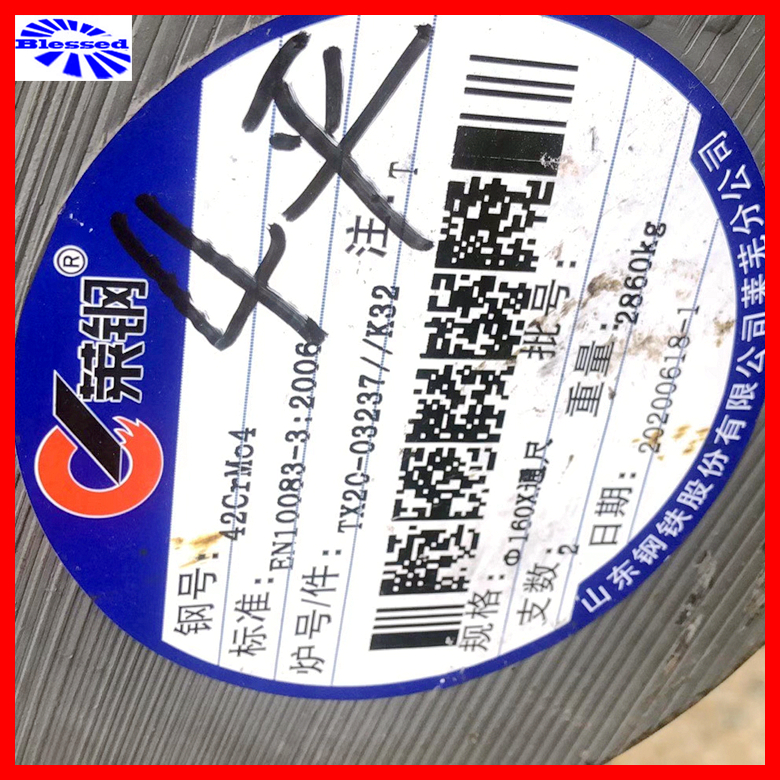 Blessed
莱钢®
钢号: 42CrMo4
标准: EN10083-3:2006
炉号/件: TX20-03237//K32 注: T
规格: Φ160X通尺 批号:
支数: 2 重量: 2860kg
日期: 20200618-1
山东钢铁股份有限公司莱芜分公司
4